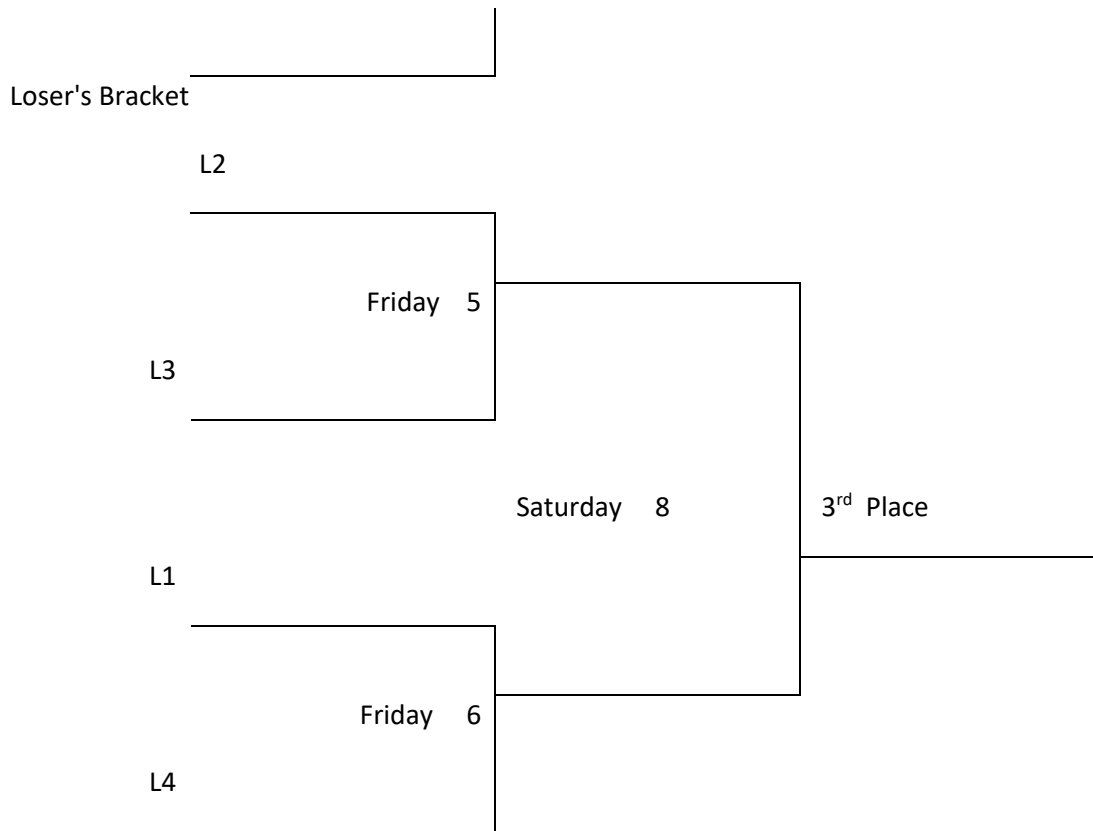 Loser's Bracket
L2
Friday 5
L3
Saturday 8 3rd Place
L1
Friday 6
L4